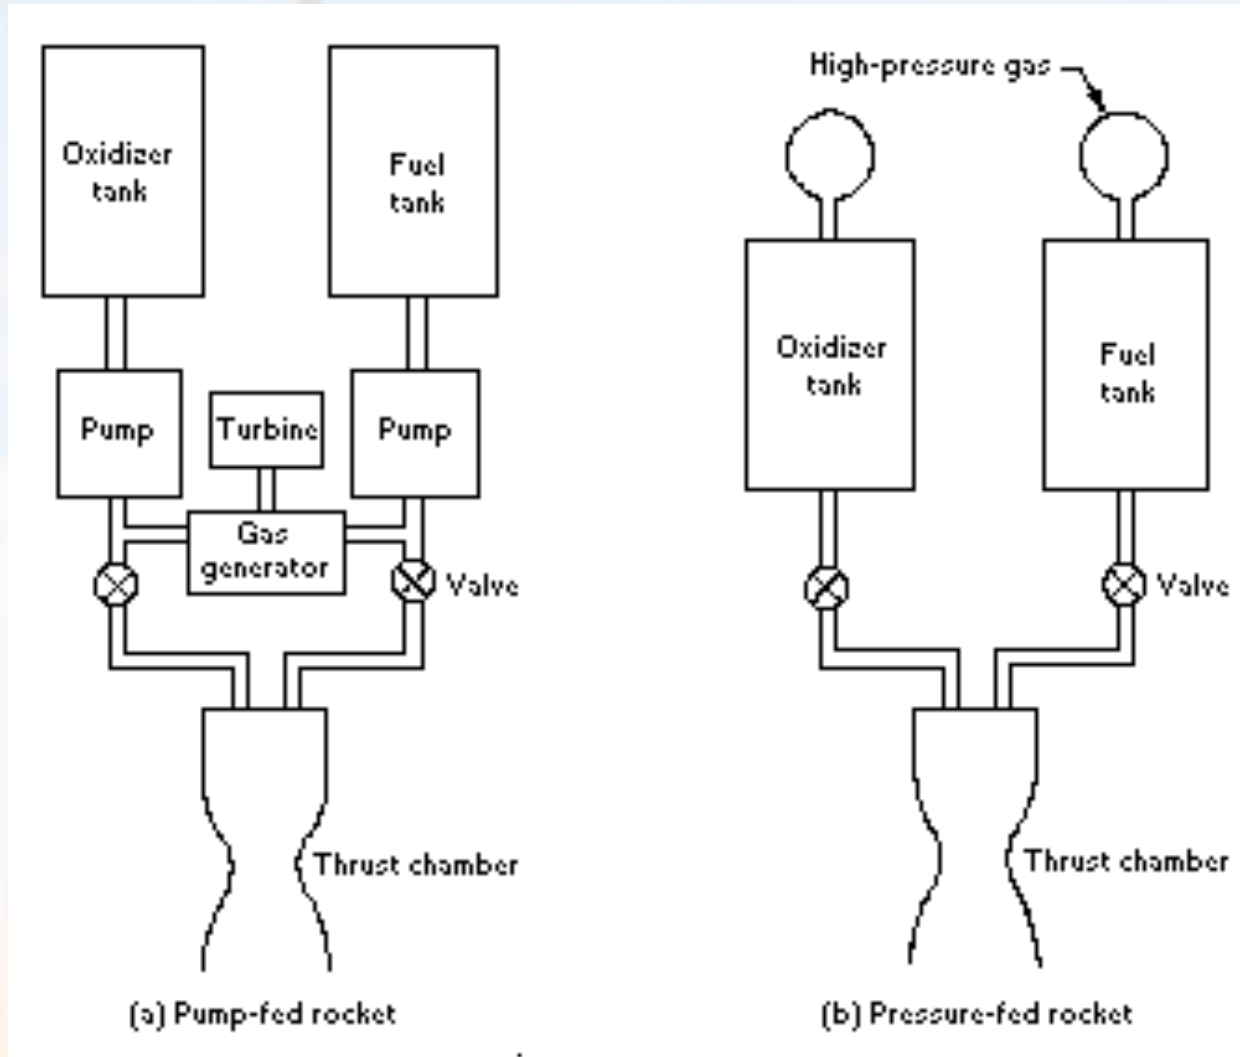 Oxidizer
tank
Fuel
tank
Pump
Turbine
Pump
Gas
generator
Valve
Thrust chamber
(a) Pump-fed rocket
High-pressure gas
Oxidizer
tank
Fuel
tank
Valve
Thrust chamber
(b) Pressure-fed rocket